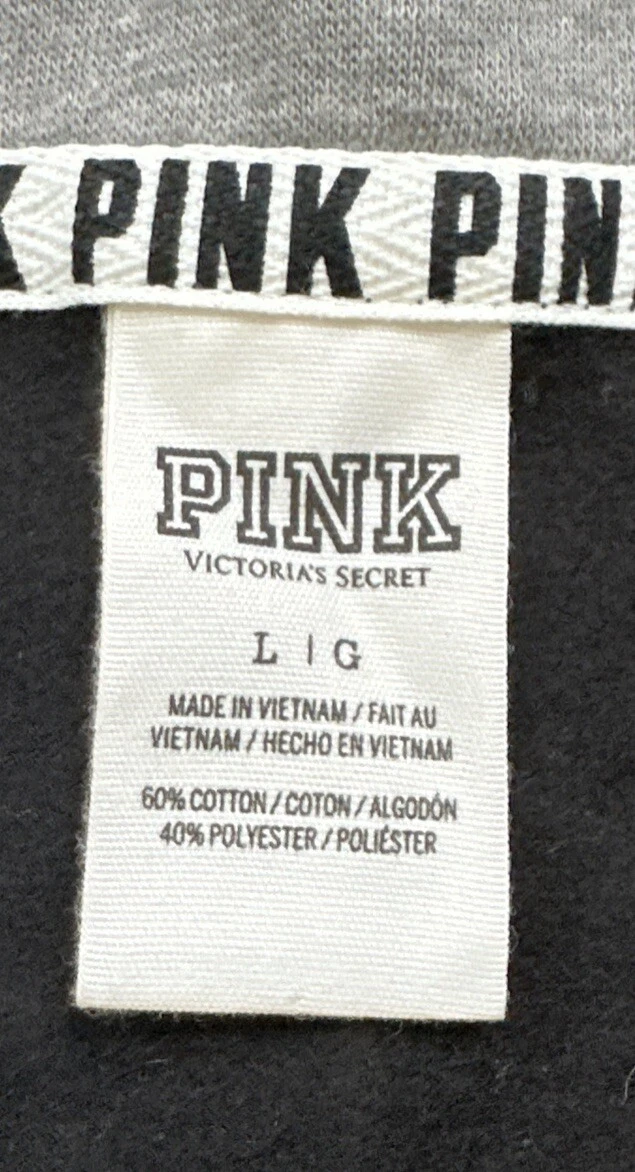 K PINK PIN
PINK
VICTORIA'S SECRET
L | G
MADE IN VIETNAM / FAIT AU
VIETNAM / HECHO EN VIETNAM
60% COTTON / COTON / ALGODÓN
40% POLYESTER / POLIÉSTER